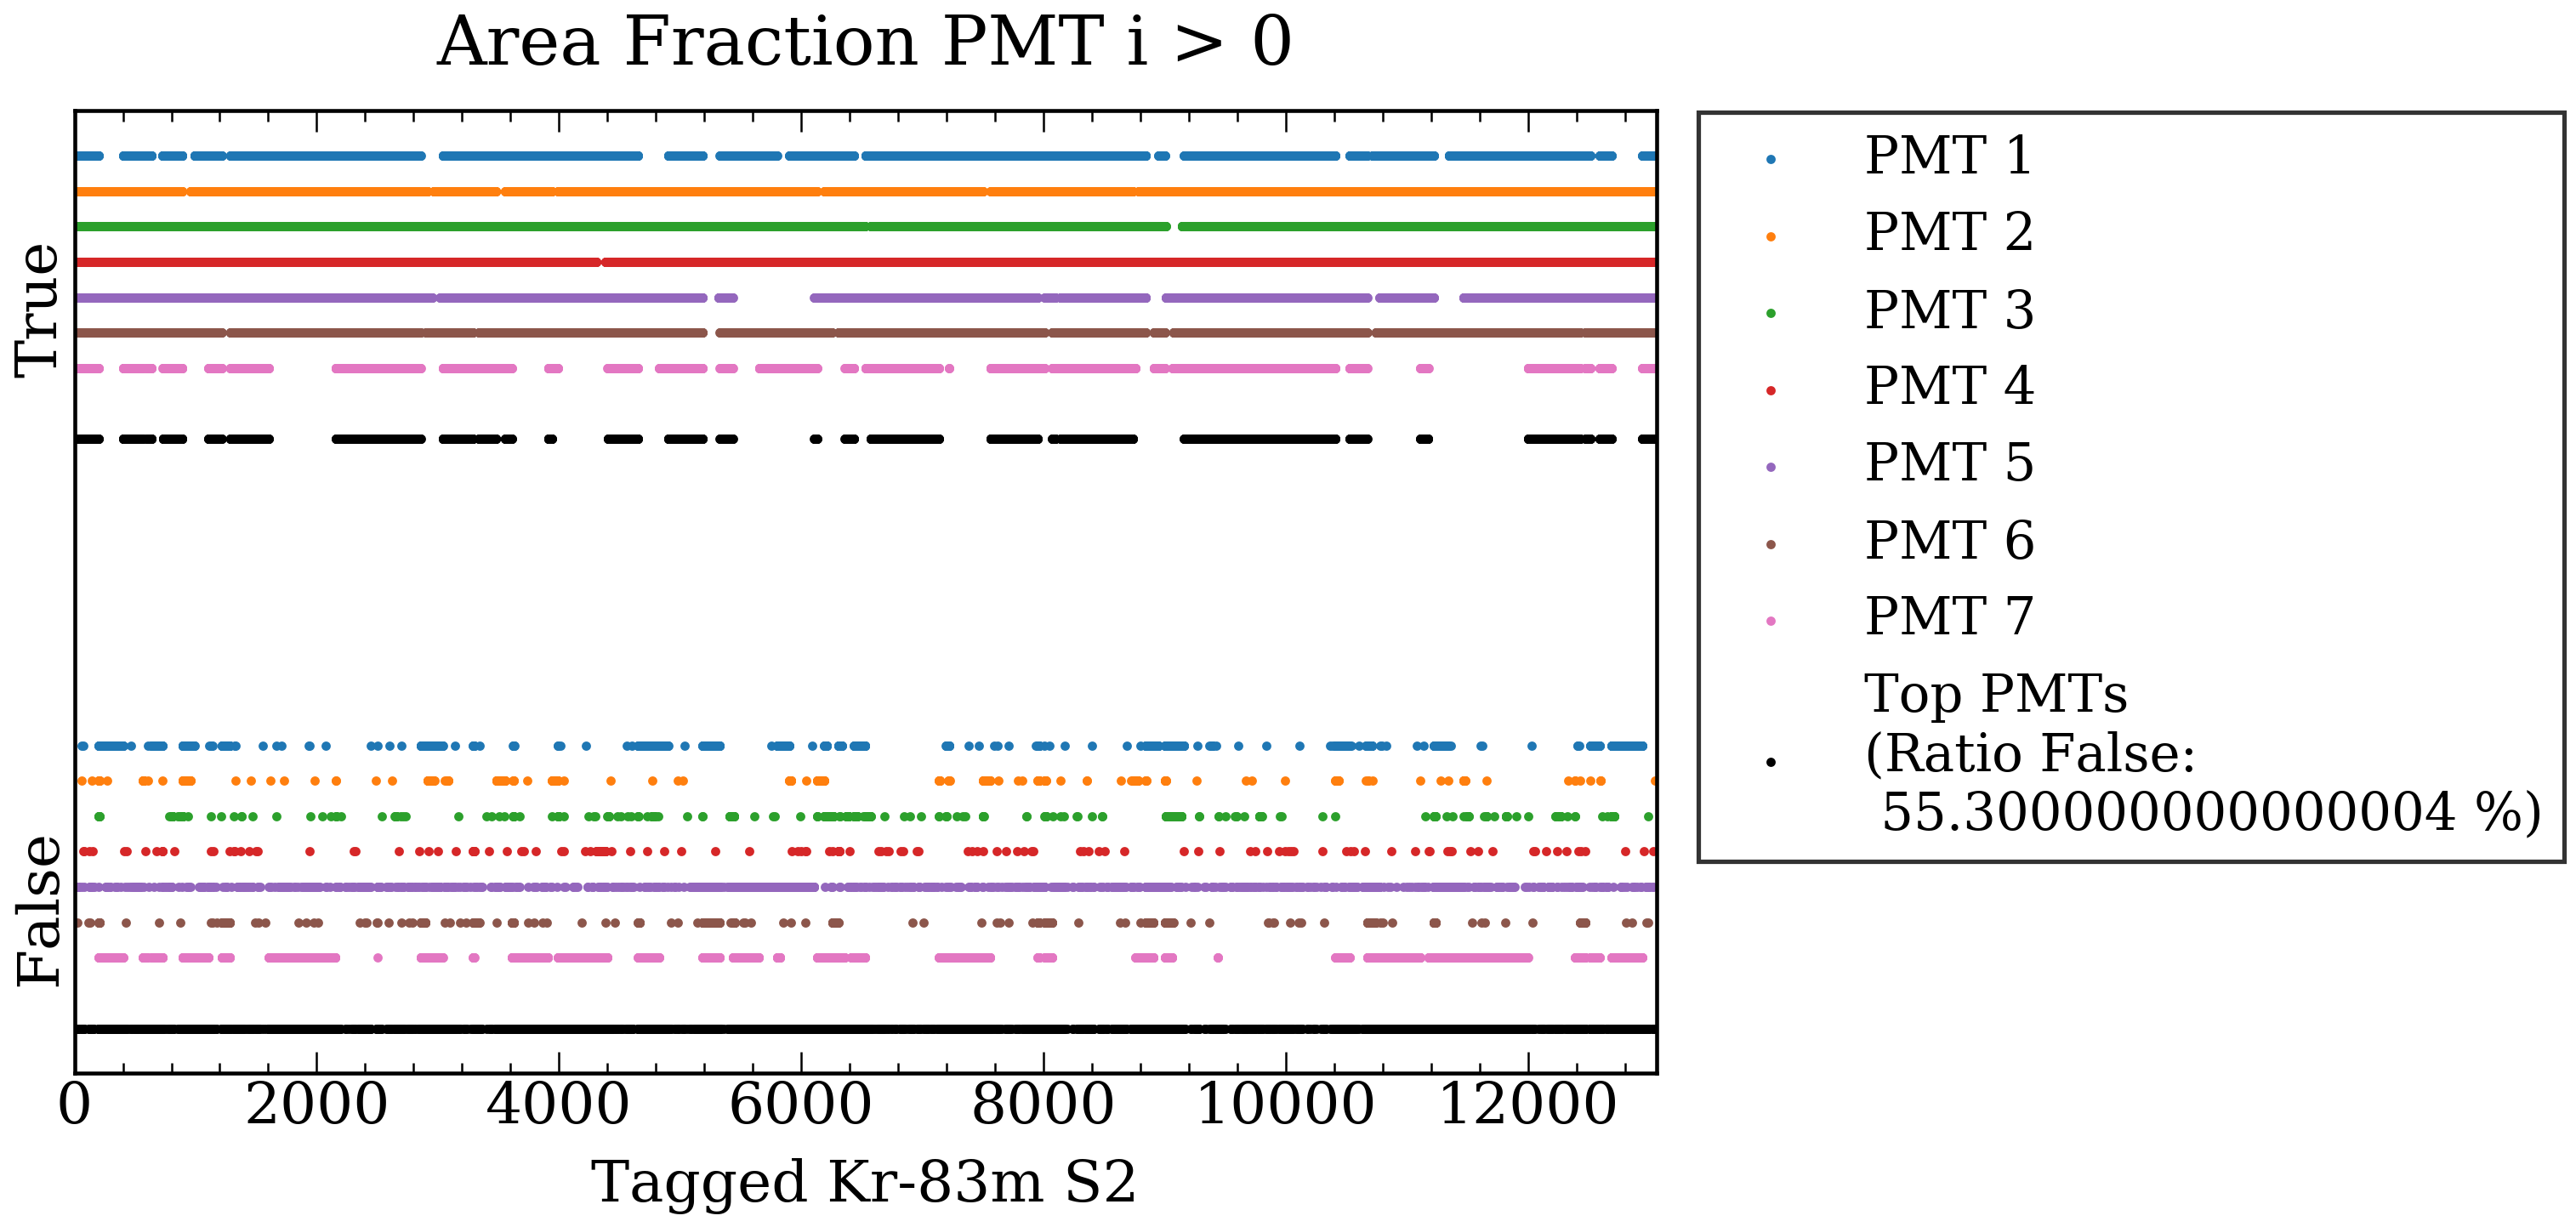 Area Fraction PMT i > 0
True
False
0 2000 4000 6000 8000 10000 12000
Tagged Kr-83m S2
PMT 1
PMT 2
PMT 3
PMT 4
PMT 5
PMT 6
PMT 7
Top PMTs
(Ratio False:
55.300000000000004 %)